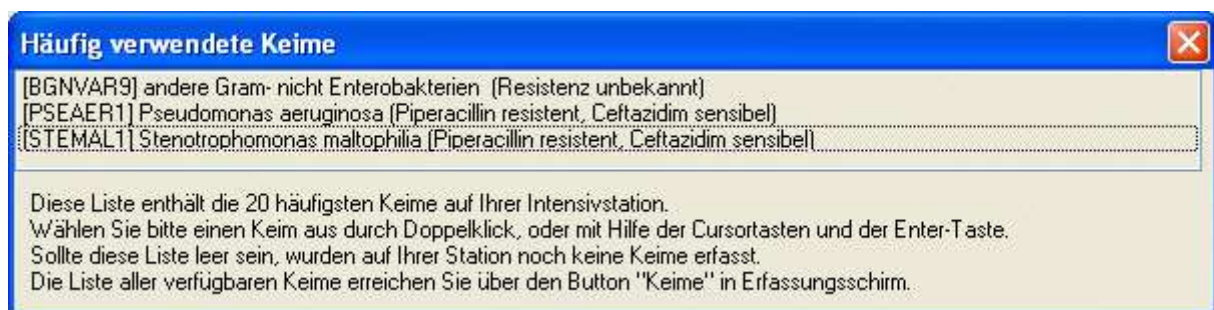 Häufig verwendete Keime
[BGNVAR9] andere Gram- nicht Enterobakterien (Resistenz unbekannt)
[PSEAER1] Pseudomonas aeruginosa (Piperacillin resistent, Ceftazidim sensibel)
[STEMAL1] Stenotrophomonas maltophilia (Piperacillin resistent, Ceftazidim sensibel)
Diese Liste enthält die 20 häufigsten Keime auf Ihrer Intensivstation.
Wählen Sie bitte einen Keim aus durch Doppelklick, oder mit Hilfe der Cursortasten und der Enter-Taste.
Sollte diese Liste leer sein, wurden auf Ihrer Station noch keine Keime erfasst.
Die Liste aller verfügbaren Keime erreichen Sie über den Button "Keime" in Erfassungsschirm.